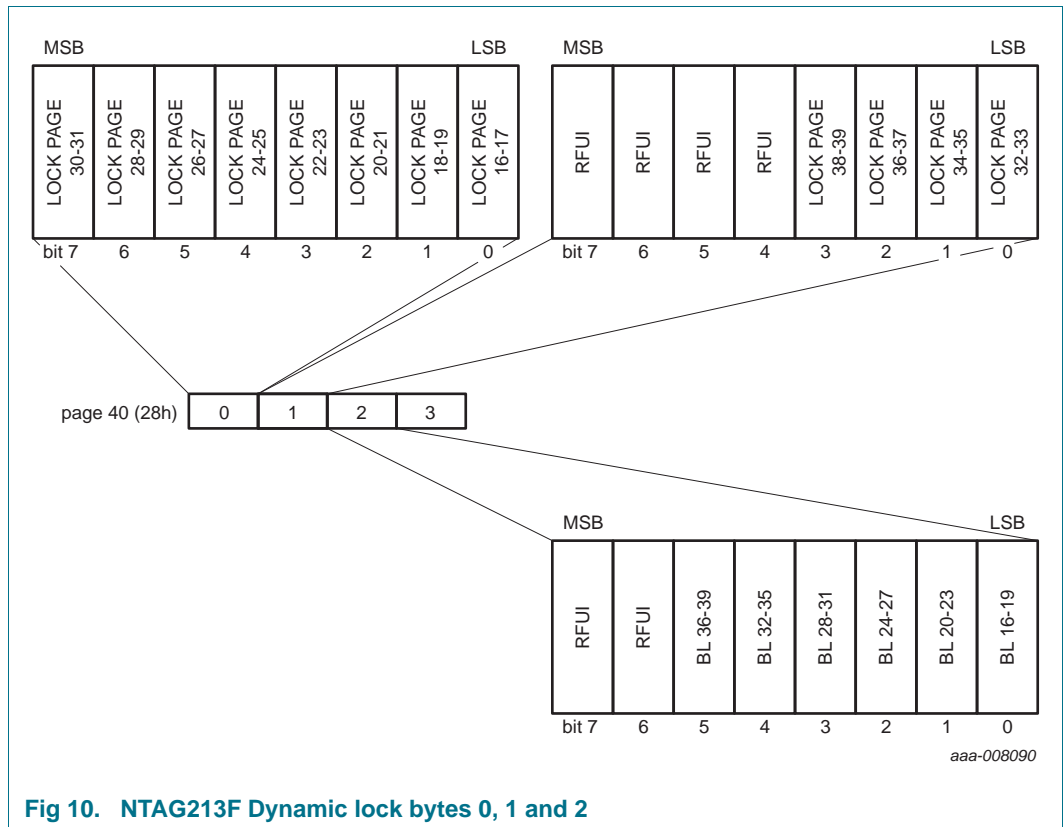 MSB LSB MSB LSB
LOCK PAGE 30-31
LOCK PAGE 28-29
LOCK PAGE 26-27
LOCK PAGE 24-25
LOCK PAGE 22-23
LOCK PAGE 20-21
LOCK PAGE 18-19
LOCK PAGE 16-17
RFUI
RFUI
RFUI
RFUI
LOCK PAGE 38-39
LOCK PAGE 36-37
LOCK PAGE 34-35
LOCK PAGE 32-33
bit 7 6 5 4 3 2 1 0 bit 7 6 5 4 3 2 1 0
page 40 (28h) 0 1 2 3
MSB LSB
RFUI
RFUI
BL 36-39
BL 32-35
BL 28-31
BL 24-27
BL 20-23
BL 16-19
bit 7 6 5 4 3 2 1 0
aaa-008090
Fig 10. NTAG213F Dynamic lock bytes 0, 1 and 2